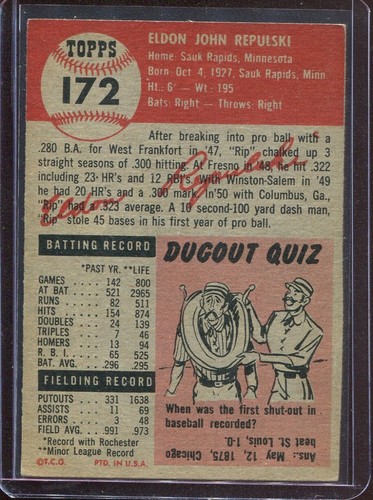 TOPPS
172
ELDON JOHN REPULSKI
Home: Sauk Rapids, Minnesota
Born: Oct 4, 1927, Sauk Rapids, Minn
Ht.: 6' — Wt.: 195
Bats: Right — Throws: Right
After breaking into pro ball with a
.280 B.A. for West Frankfort in '47, "Rip" chalked up 3
straight seasons of .300 hitting. At Fresno in '48, he hit .322
including 23- HR's and 12 RBI's. With Winston-Salem in '49
he had 20 HR's and a .300 mark. In '50 with Columbus, Ga.,
"Rip" had a .323 average. A 10 second-100 yard dash man,
"Rip" stole 45 bases in his first year of pro ball.
Eldon Repulski
BATTING RECORD
*PAST YR. **LIFE
GAMES 142 800
AT BAT 521 2965
RUNS 82 511
HITS 154 874
DOUBLES 24 139
TRIPLES 7 46
HOMERS 13 94
R. B. I. 65 525
BAT. AVG. .296 .295
FIELDING RECORD
PUTOUTS 331 1638
ASSISTS 11 69
ERRORS 3 48
FIELD AVG. .991 .973
*Record with Rochester
**Minor League Record
©T.C.G. PTD. IN U.S.A.
DUGOUT QUIZ
When was the first shut-out in
baseball recorded?
Ans.: May 12, 1875, Chicago
beat St. Louis, 1-0.